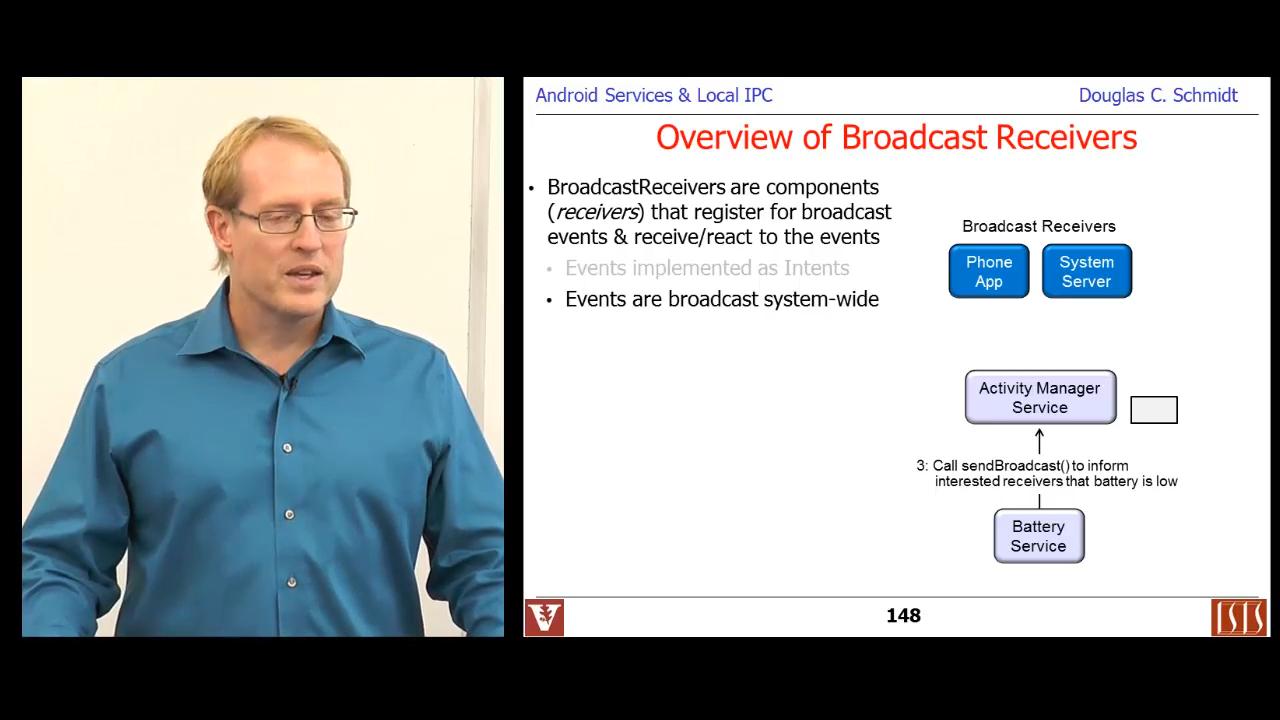 Android Services & Local IPC
Douglas C. Schmidt
Overview of Broadcast Receivers
• BroadcastReceivers are components
(receivers) that register for broadcast
events & receive/react to the events
• Events implemented as Intents
• Events are broadcast system-wide
Broadcast Receivers
Phone
App
System
Server
Activity Manager
Service
3: Call sendBroadcast() to inform
interested receivers that battery is low
Battery
Service
148
V
ISIS